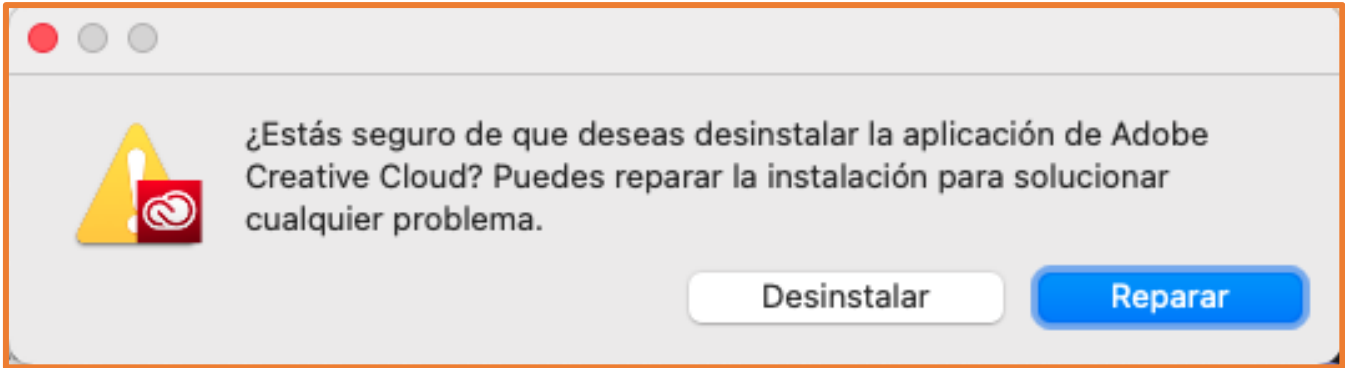 ¿Estás seguro de que deseas desinstalar la aplicación de Adobe
Creative Cloud? Puedes reparar la instalación para solucionar
cualquier problema.
Desinstalar
Reparar